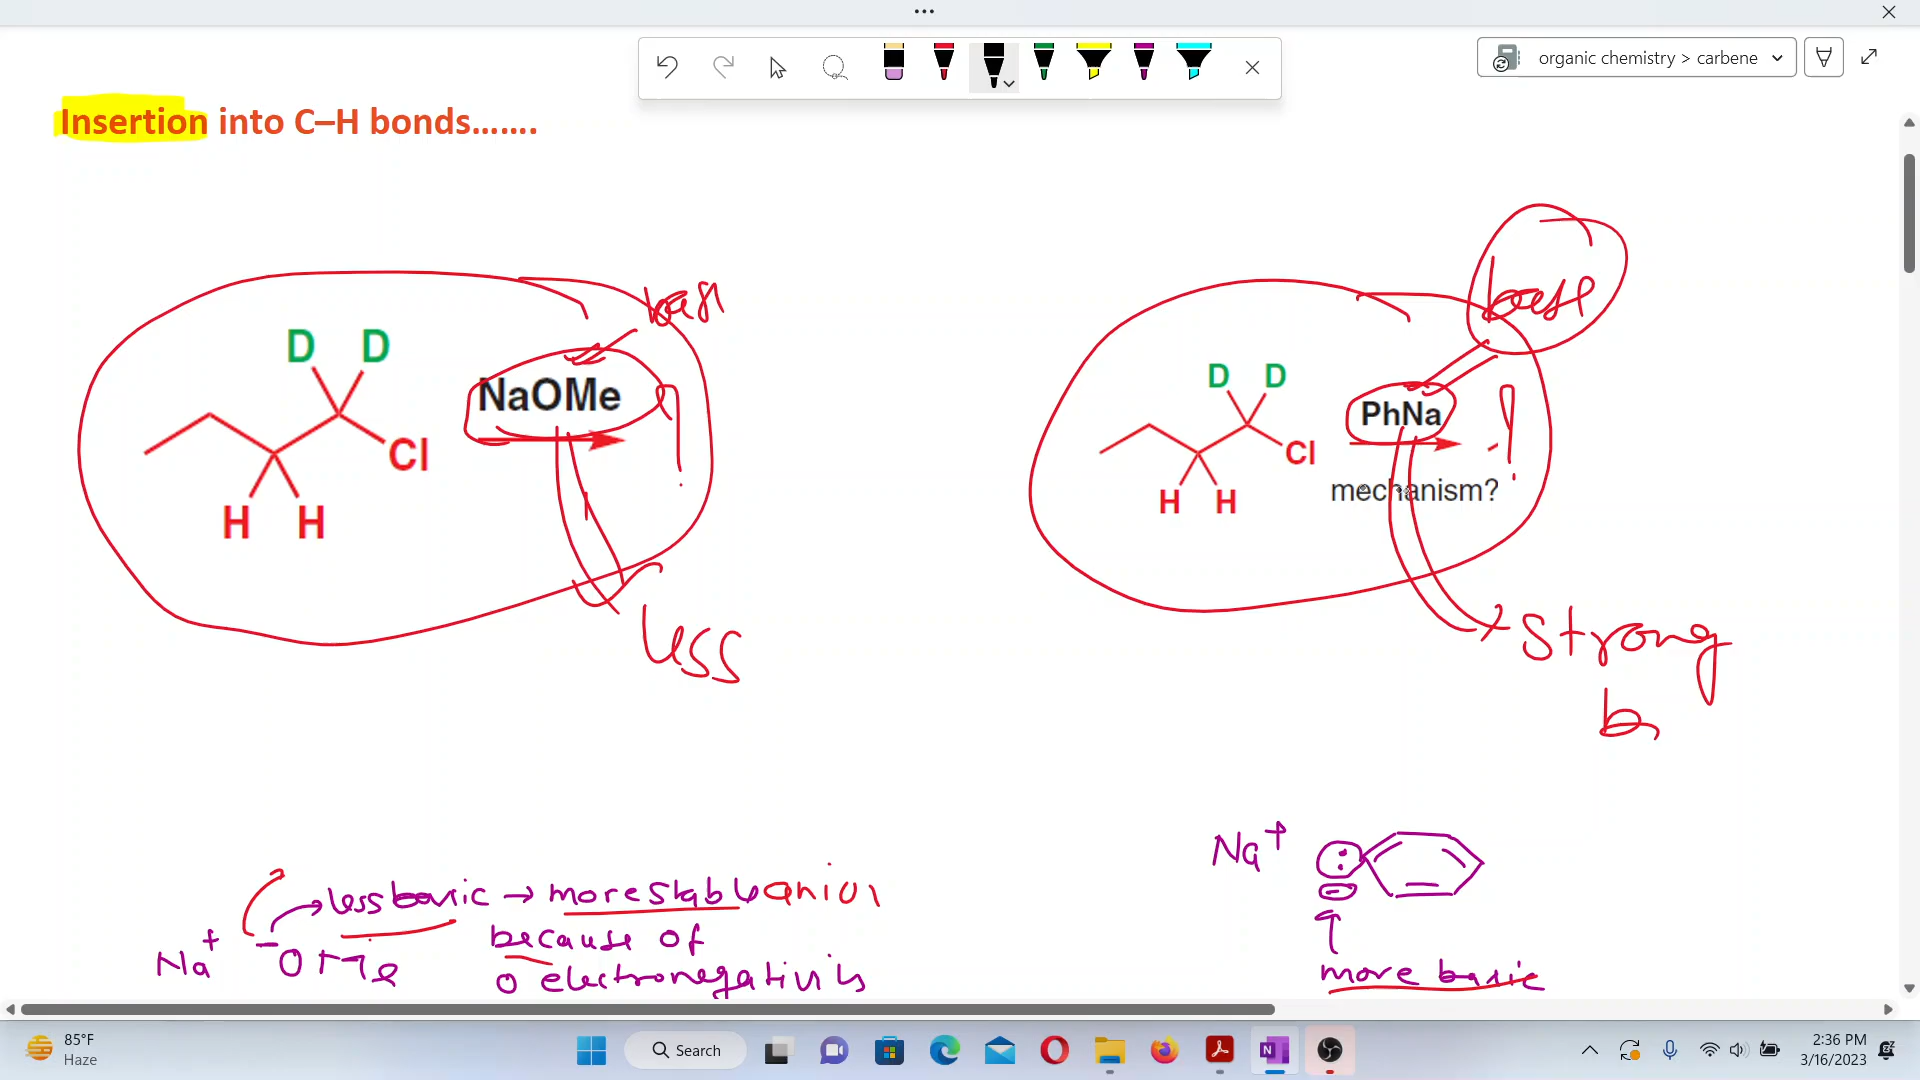 organic chemistry > carbene
Insertion into C–H bonds.......
base
D D
NaOMe
Cl
H H
Less
base
D D
PhNa
Cl
mechanism?
H H
Strong
b
Na+ -OMe
less basic → more stable anion
because of
O electronegativity
Na+
more basic
85°F
Haze
Search
2:36 PM
3/16/2023